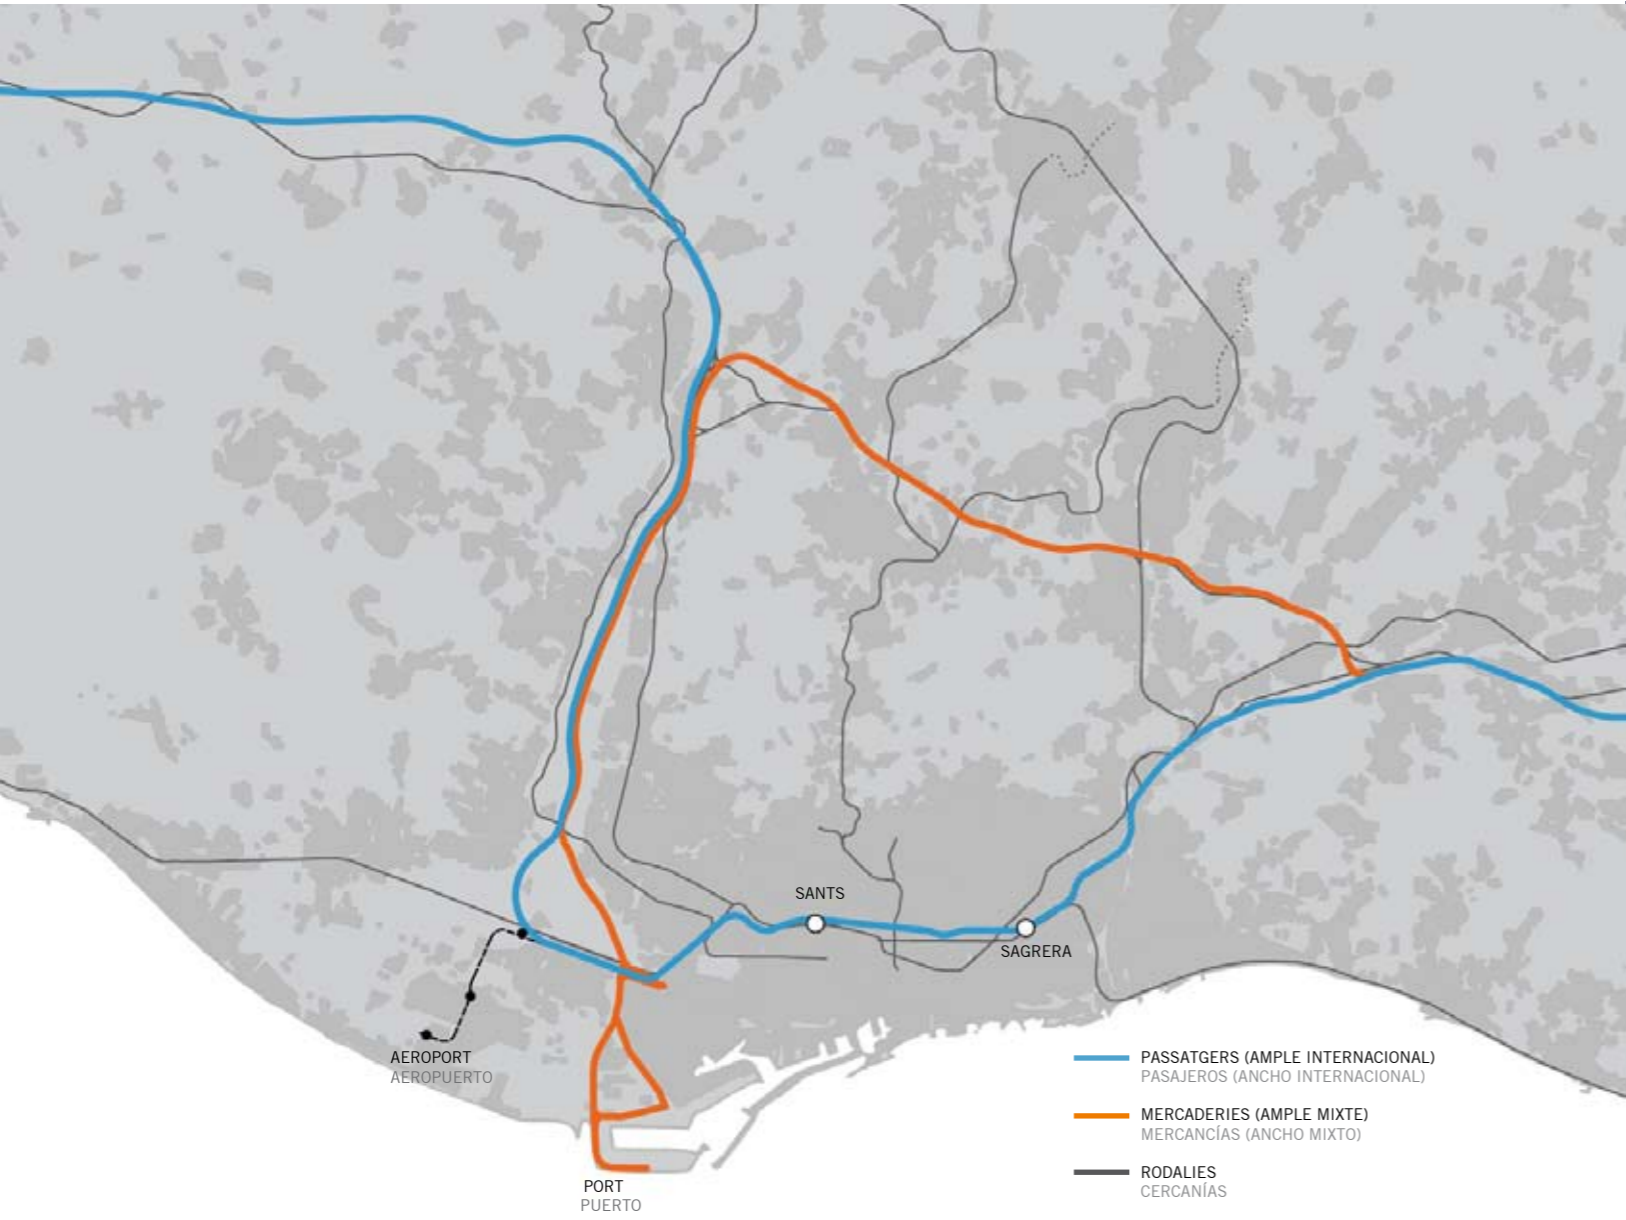 SANTS
SAGRERA
AEROPORT
AEROPUERTO
PASSATGERS (AMPLE INTERNACIONAL)
PASAJEROS (ANCHO INTERNACIONAL)
MERCADERIES (AMPLE MIXTE)
MERCANCÍAS (ANCHO MIXTO)
RODALIES
CERCANÍAS
PORT
PUERTO